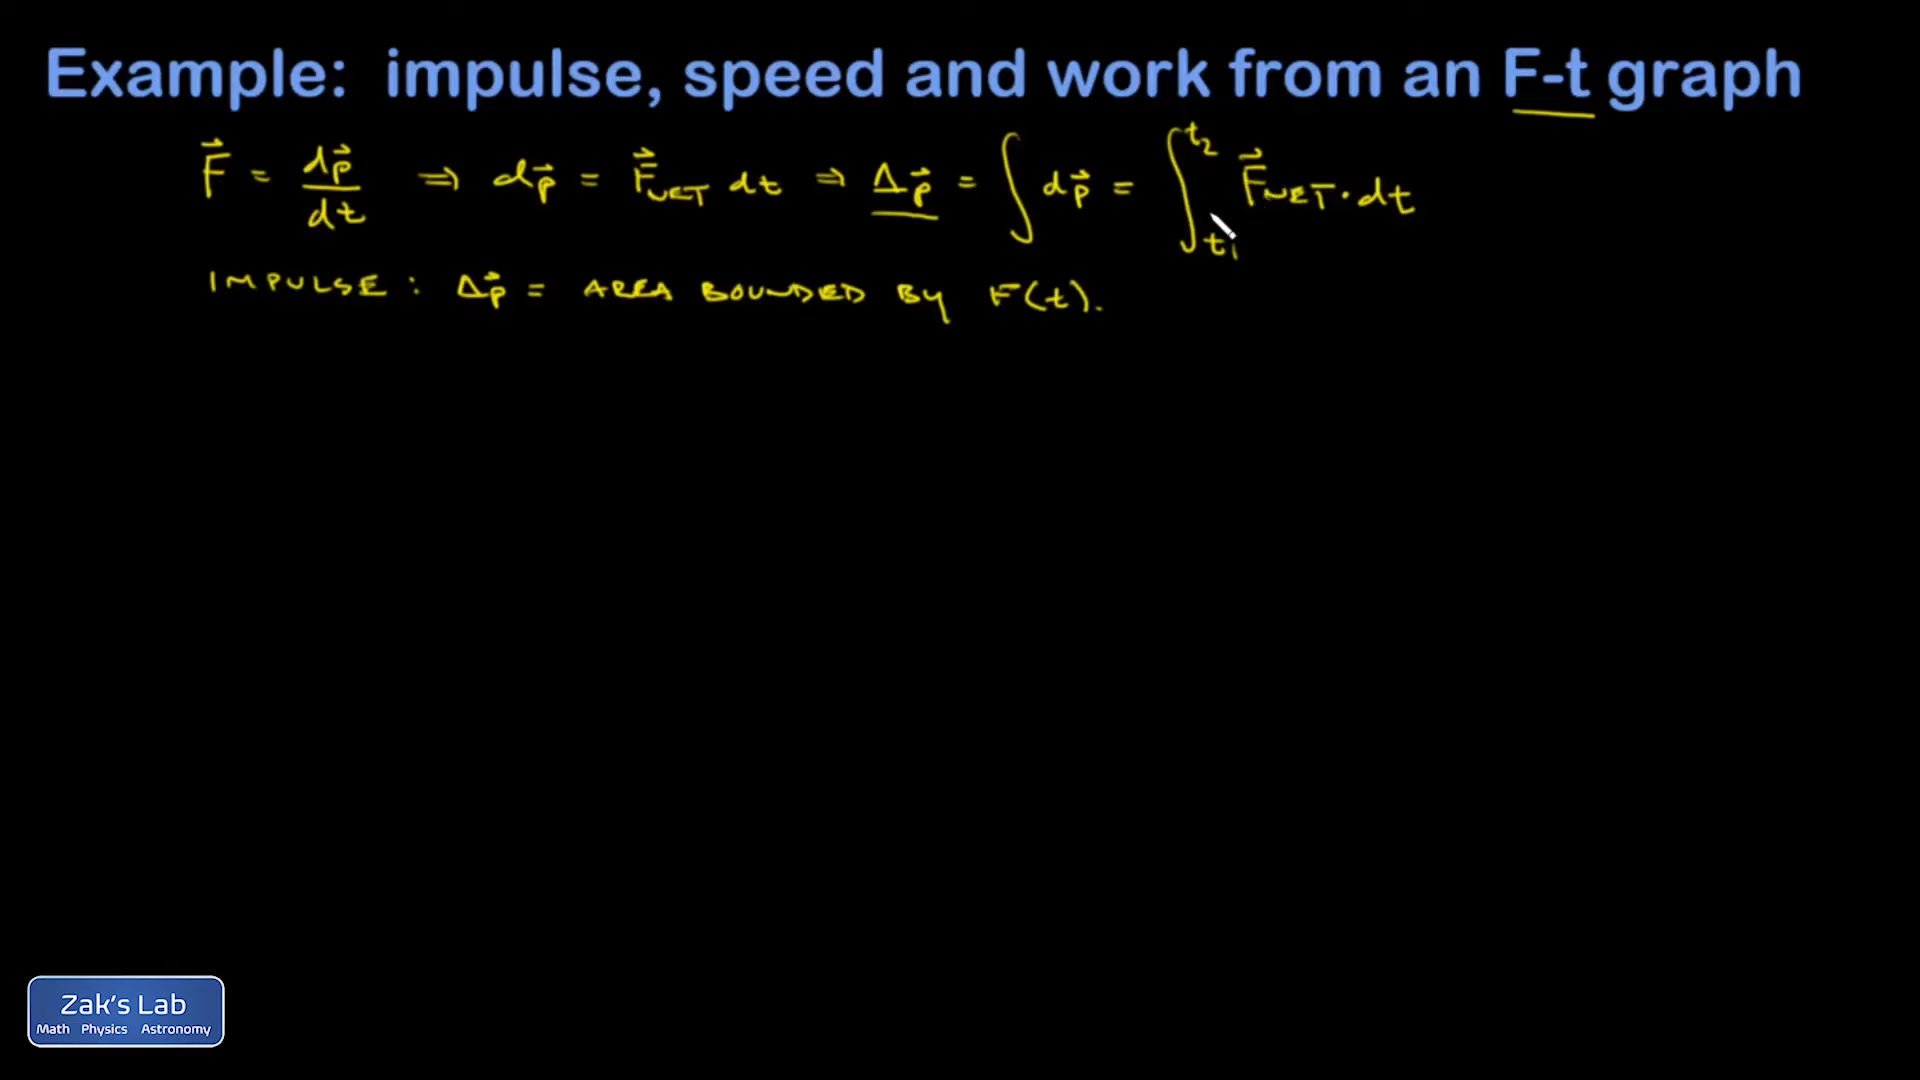 Example: impulse, speed and work from an F-t graph
F⃗ = dp⃗/dt ⇒ dp⃗ = F⃗NET dt ⇒ Δp⃗ = ∫ dp⃗ = ∫t₁t₂ F⃗NET · dt
IMPULSE: Δp⃗ = AREA BOUNDED BY F(t).
Zak's Lab
Math Physics Astronomy